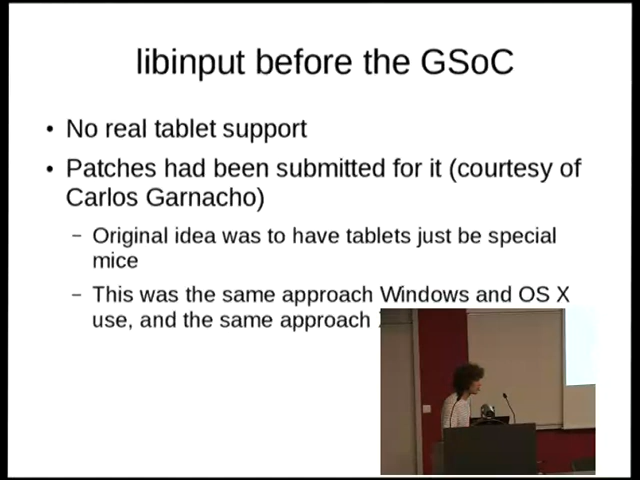 libinput before the GSoC
• No real tablet support
• Patches had been submitted for it (courtesy of
Carlos Garnacho)
– Original idea was to have tablets just be special
mice
– This was the same approach Windows and OS X
use, and the same approach